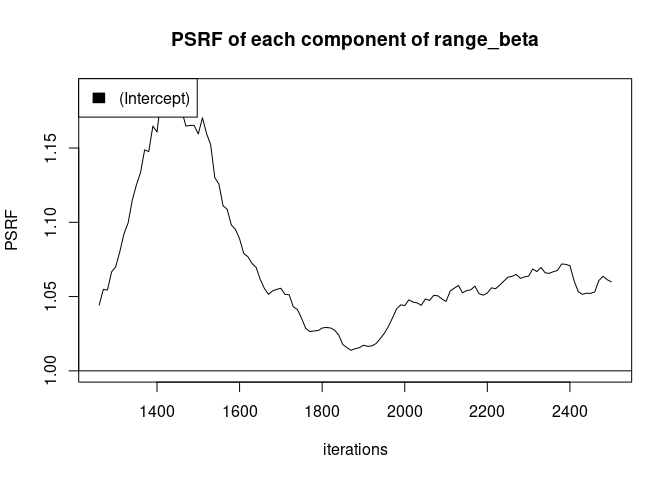 PSRF of each component of range_beta
(Intercept)
PSRF
1.15
1.10
1.05
1.00
1400 1600 1800 2000 2200 2400
iterations